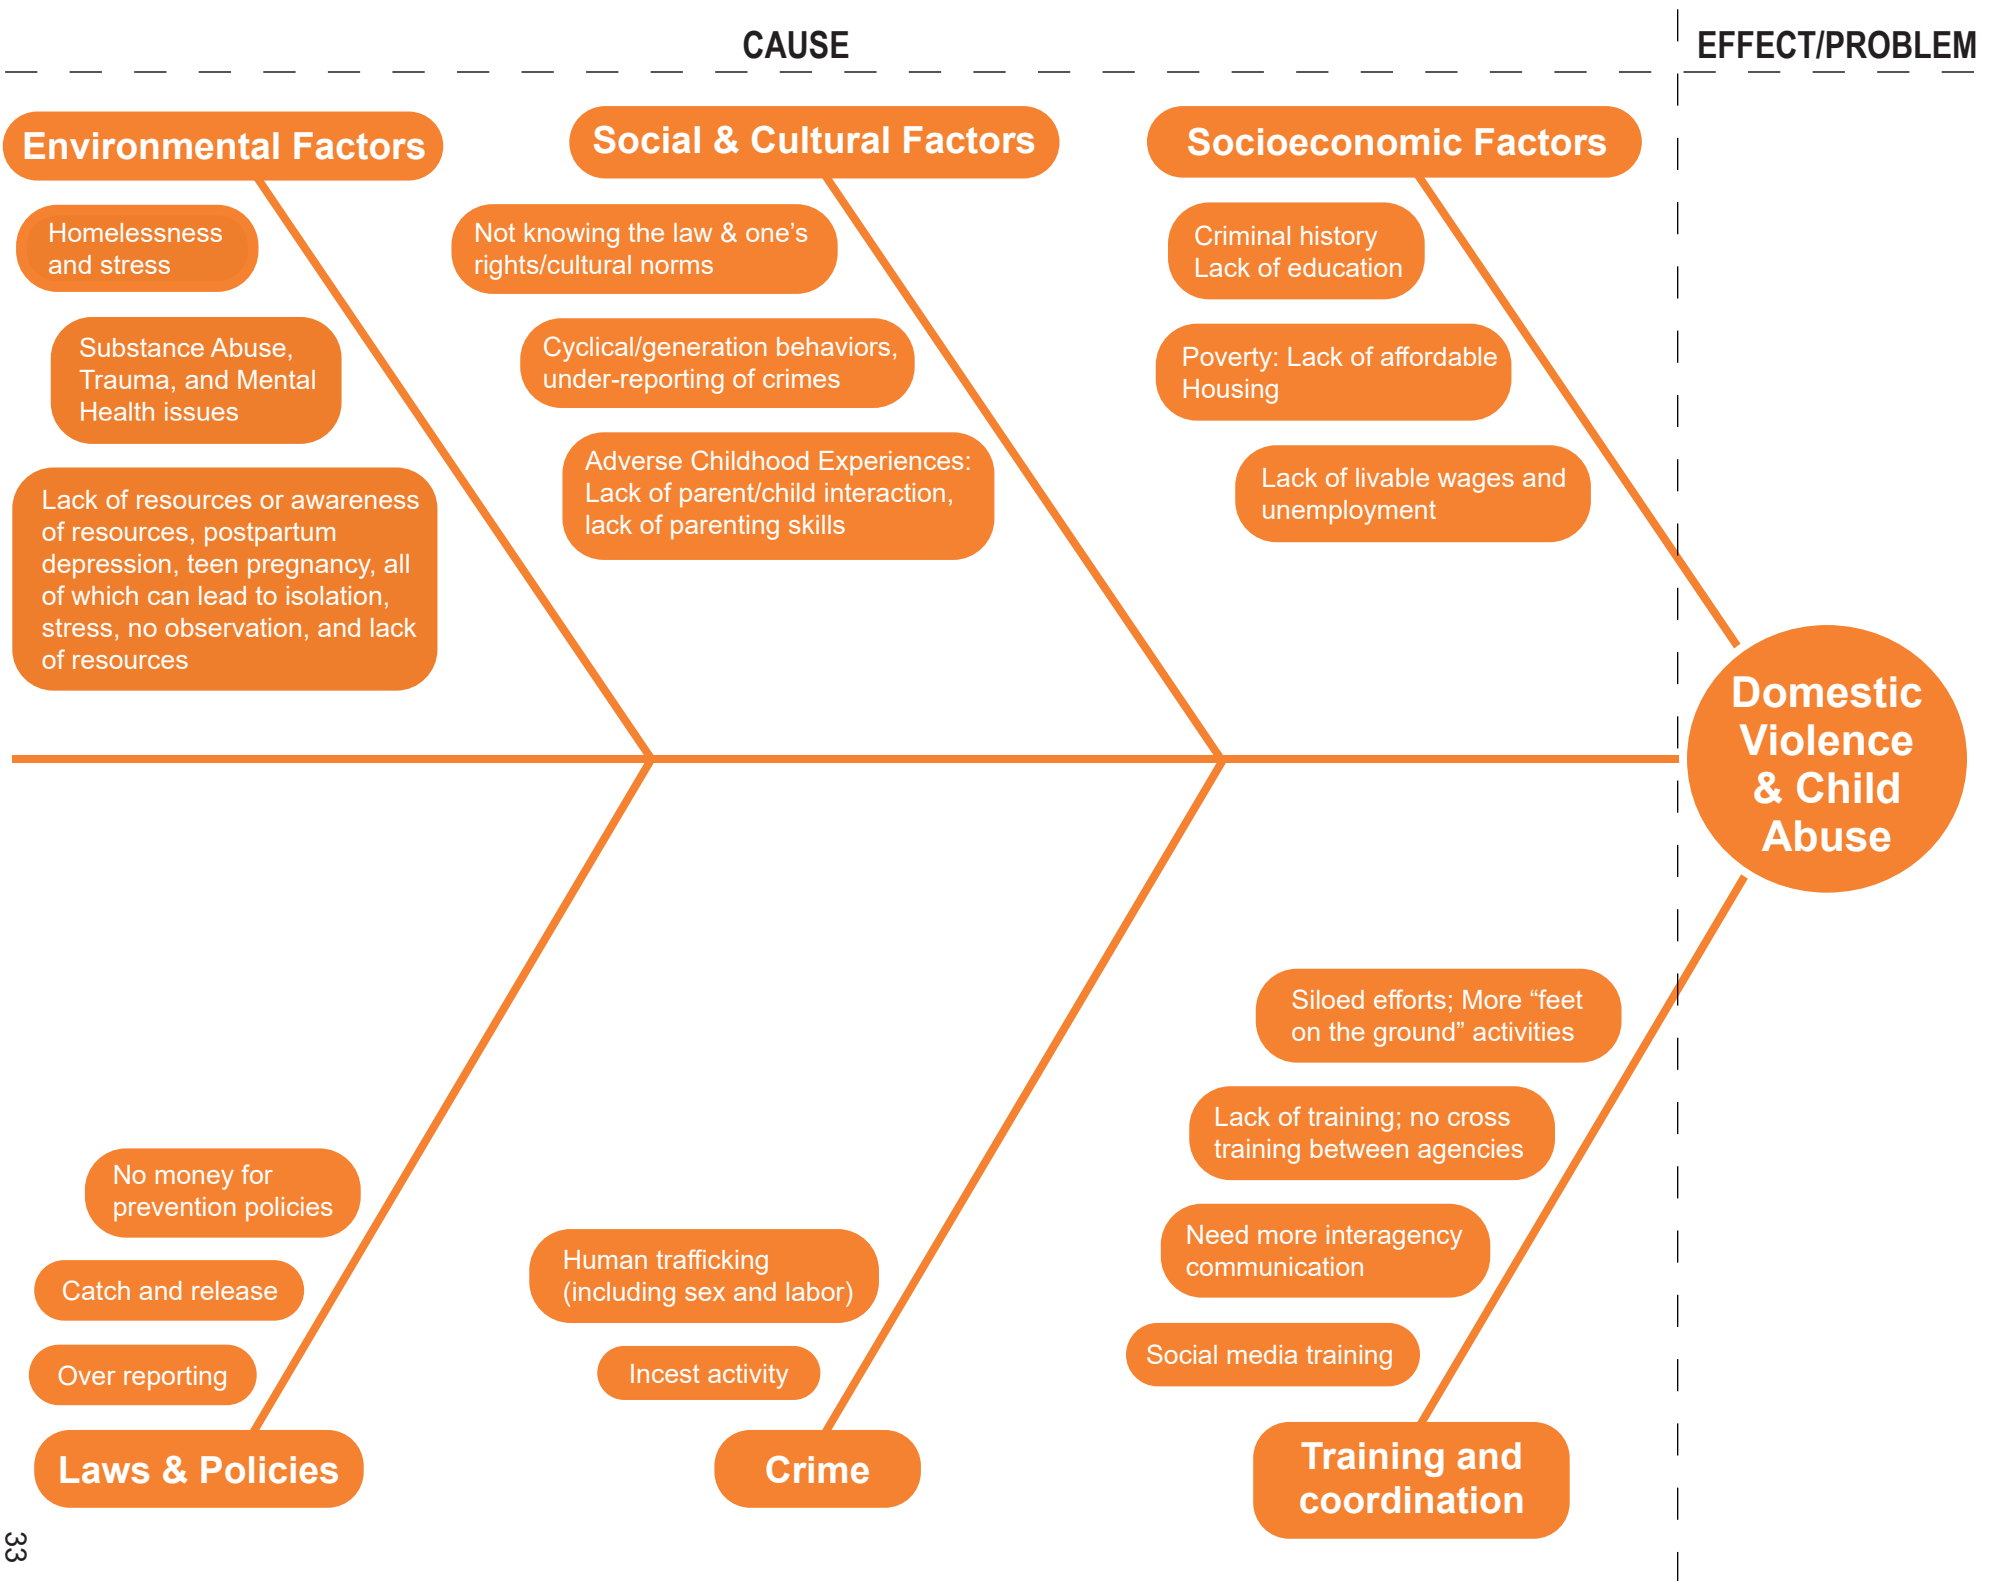 CAUSE
EFFECT/PROBLEM
Environmental Factors
Homelessness
and stress
Substance Abuse,
Trauma, and Mental
Health issues
Lack of resources or awareness
of resources, postpartum
depression, teen pregnancy, all
of which can lead to isolation,
stress, no observation, and lack
of resources
Social & Cultural Factors
Not knowing the law & one’s
rights/cultural norms
Cyclical/generation behaviors,
under-reporting of crimes
Adverse Childhood Experiences:
Lack of parent/child interaction,
lack of parenting skills
Socioeconomic Factors
Criminal history
Lack of education
Poverty: Lack of affordable
Housing
Lack of livable wages and
unemployment
Domestic
Violence
& Child
Abuse
No money for
prevention policies
Catch and release
Over reporting
Laws & Policies
Human trafficking
(including sex and labor)
Incest activity
Crime
Siloed efforts; More “feet
on the ground” activities
Lack of training; no cross
training between agencies
Need more interagency
communication
Social media training
Training and
coordination
33